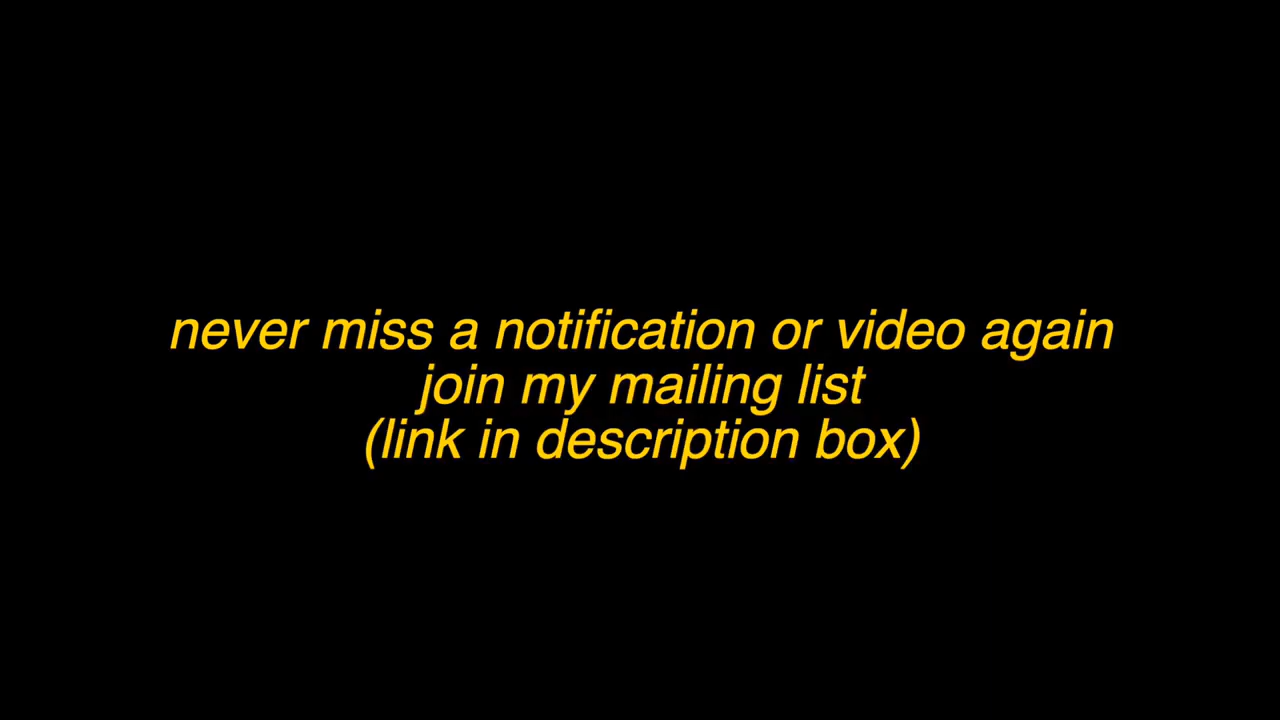 never miss a notification or video again
join my mailing list
(link in description box)